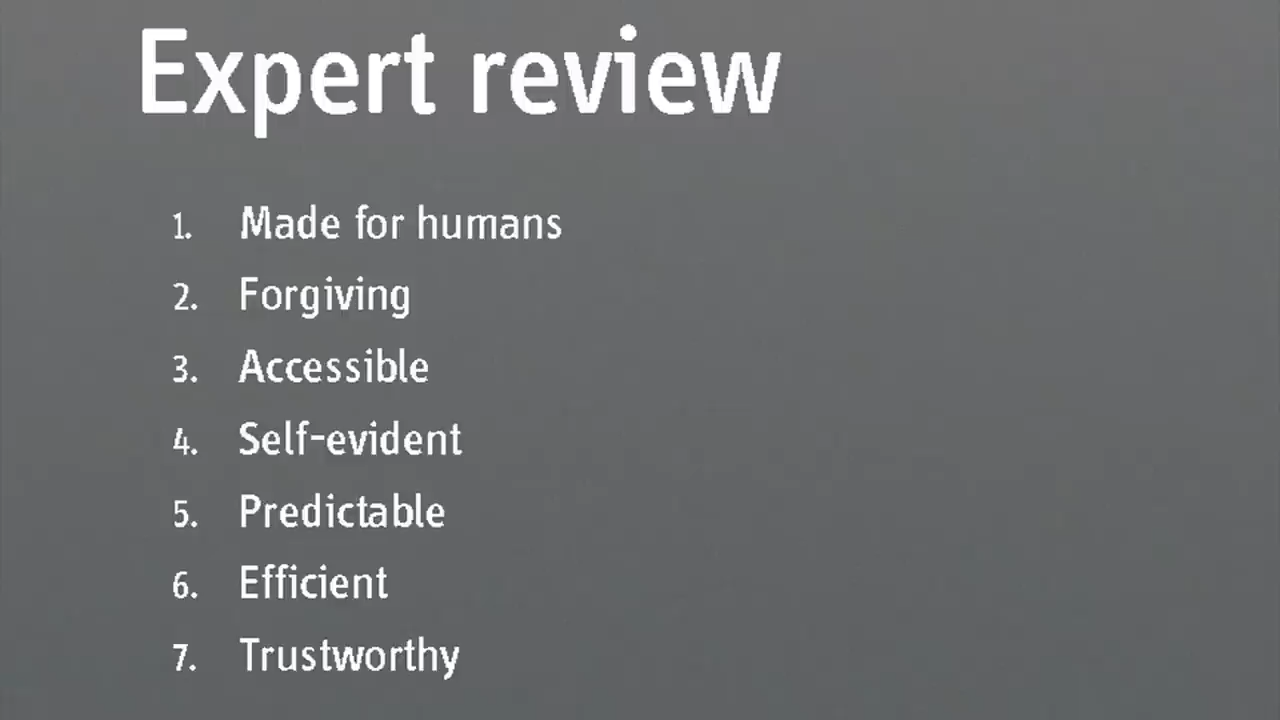 Expert review
1. Made for humans
2. Forgiving
3. Accessible
4. Self-evident
5. Predictable
6. Efficient
7. Trustworthy